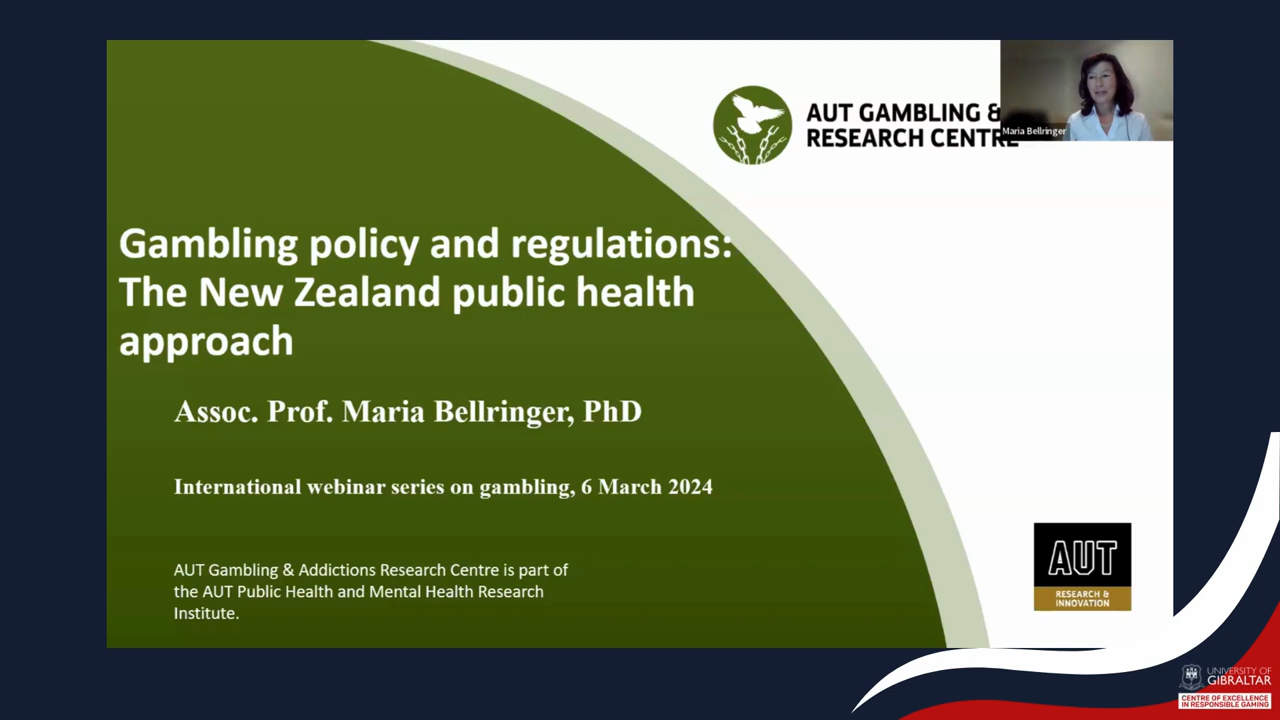 AUT GAMBLING &
RESEARCH CENTRE
Maria Bellringer
Gambling policy and regulations:
The New Zealand public health
approach
Assoc. Prof. Maria Bellringer, PhD
International webinar series on gambling, 6 March 2024
AUT Gambling & Addictions Research Centre is part of
the AUT Public Health and Mental Health Research
Institute.
AUT
RESEARCH &
INNOVATION
UNIVERSITY OF
GIBRALTAR
CENTRE OF EXCELLENCE
IN RESPONSIBLE GAMING